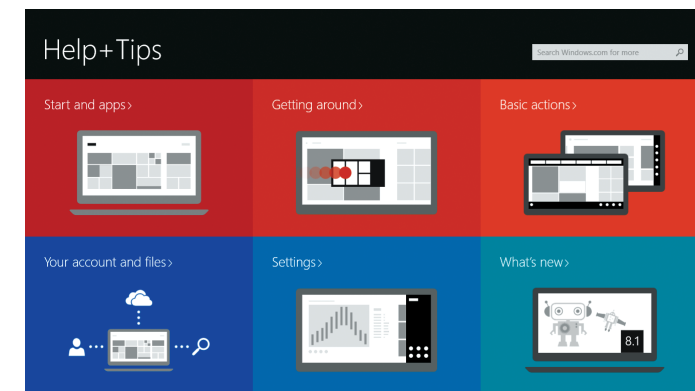 Help+Tips
Search Windows.com for more
Start and apps>
Getting around>
Basic actions>
Your account and files>
Settings>
What's new>
8.1